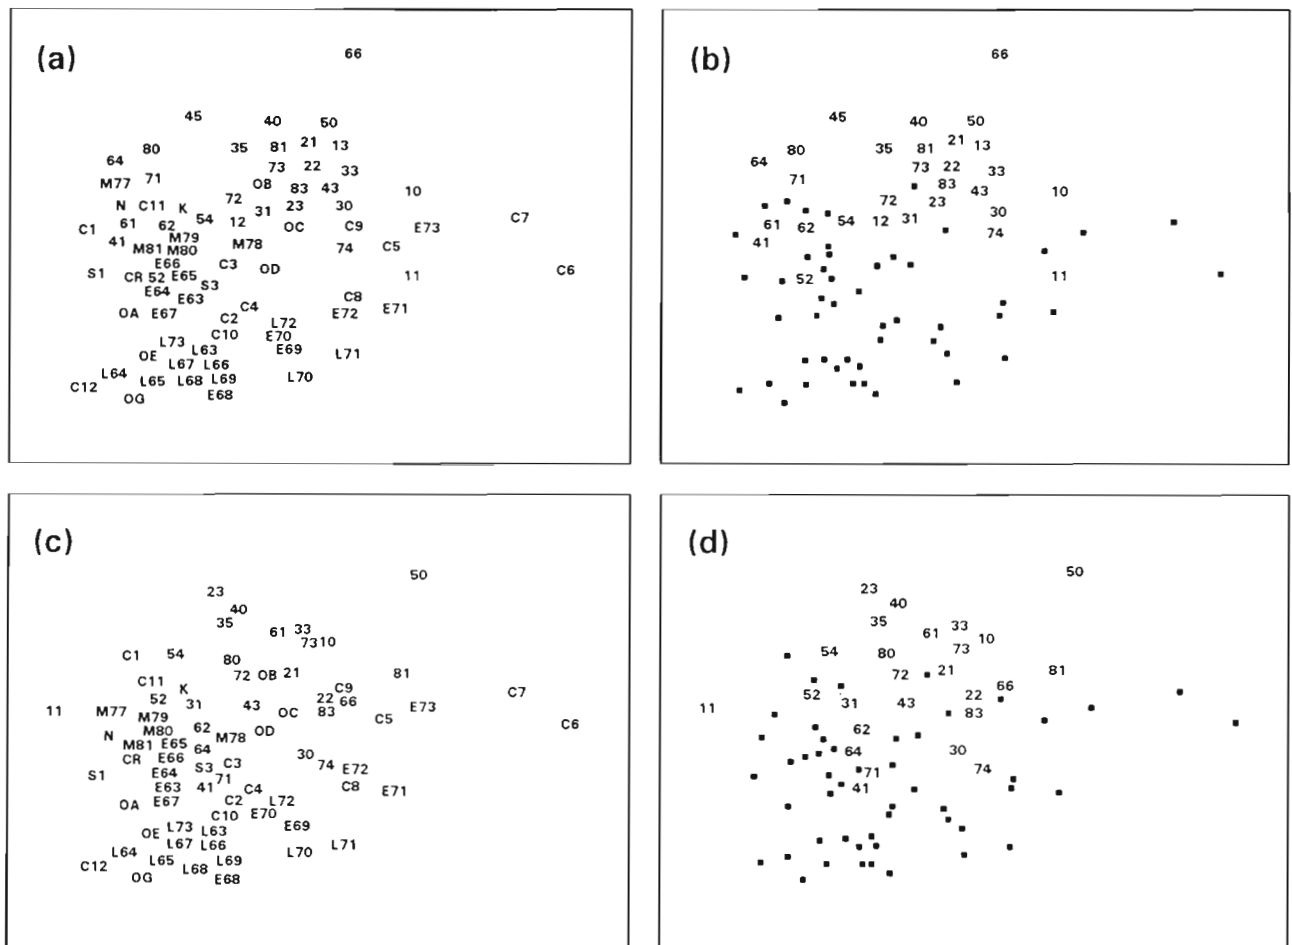 (a)
66
45 40 50
80 35 81 21 13
64 73 22 33
M77 71 OB 83 43 10
N C11 K 72 31 23 30 C7
C1 61 62 54 12 OC C9 E73
41 M79 M78 74 C5
M81 M80
E66 C3 OD C6
S1 CR 52 E65 S3 11
E64 E63 C8
OA E67 C2 C4 E72 E71
L72
L73 C10 E70
OE L63 E69 L71
L67 L66
L64 L65 L68 L69 L70
C12 OG E68
(b)
66
45 40 50
80 35 81 21 13
64 73 22 33
71 83 43 10
72 23 30
61 62 54 12 31 74
41
52 11
(c)
50
23
40
35 61 33
73 10
C1 54 80
72 OB 21 81
C11 K C9 C7
52 31 43 22 66 E73
11 M77 M79 OC 83 C5 C6
N M80 62 M78 OD
M81 E65 64 30
CR E66 S3 C3 74 E72
S1 E64 71
E63 41 C4 C8 E71
OA E67 C2 L72
C10 E70
OE L73 L63 E69
L67 L66 L71
L64 L65 L69 L70
C12 L68
OG E68
(d)
50
23
40
35 61 33
10
54 80 73
72 21 81
52 31 43 22 66
11 83
62
64 30
71 74
41